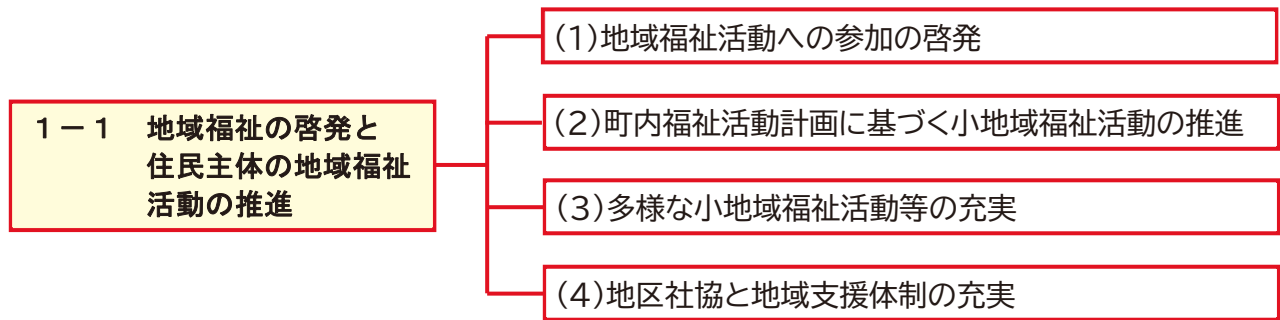 1－1　地域福祉の啓発と
住民主体の地域福祉
活動の推進
(1)地域福祉活動への参加の啓発
(2)町内福祉活動計画に基づく小地域福祉活動の推進
(3)多様な小地域福祉活動等の充実
(4)地区社協と地域支援体制の充実